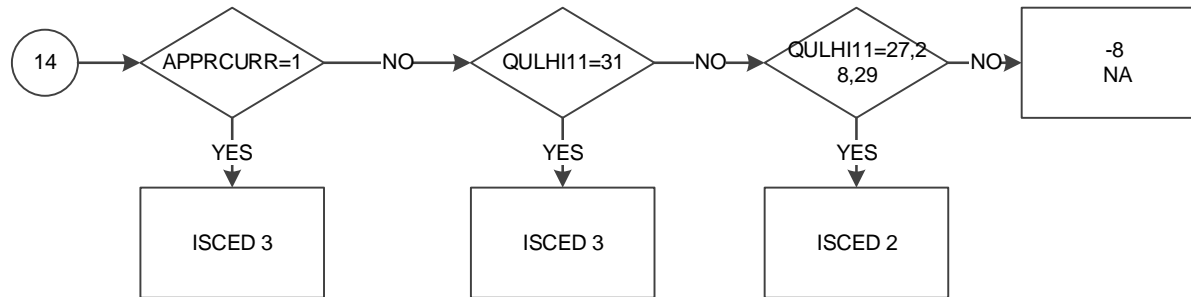 14
APPRCURR=1
NO
QULHI11=31
NO
QULHI11=27,2
8,29
NO
-8
NA
YES
YES
YES
ISCED 3
ISCED 3
ISCED 2